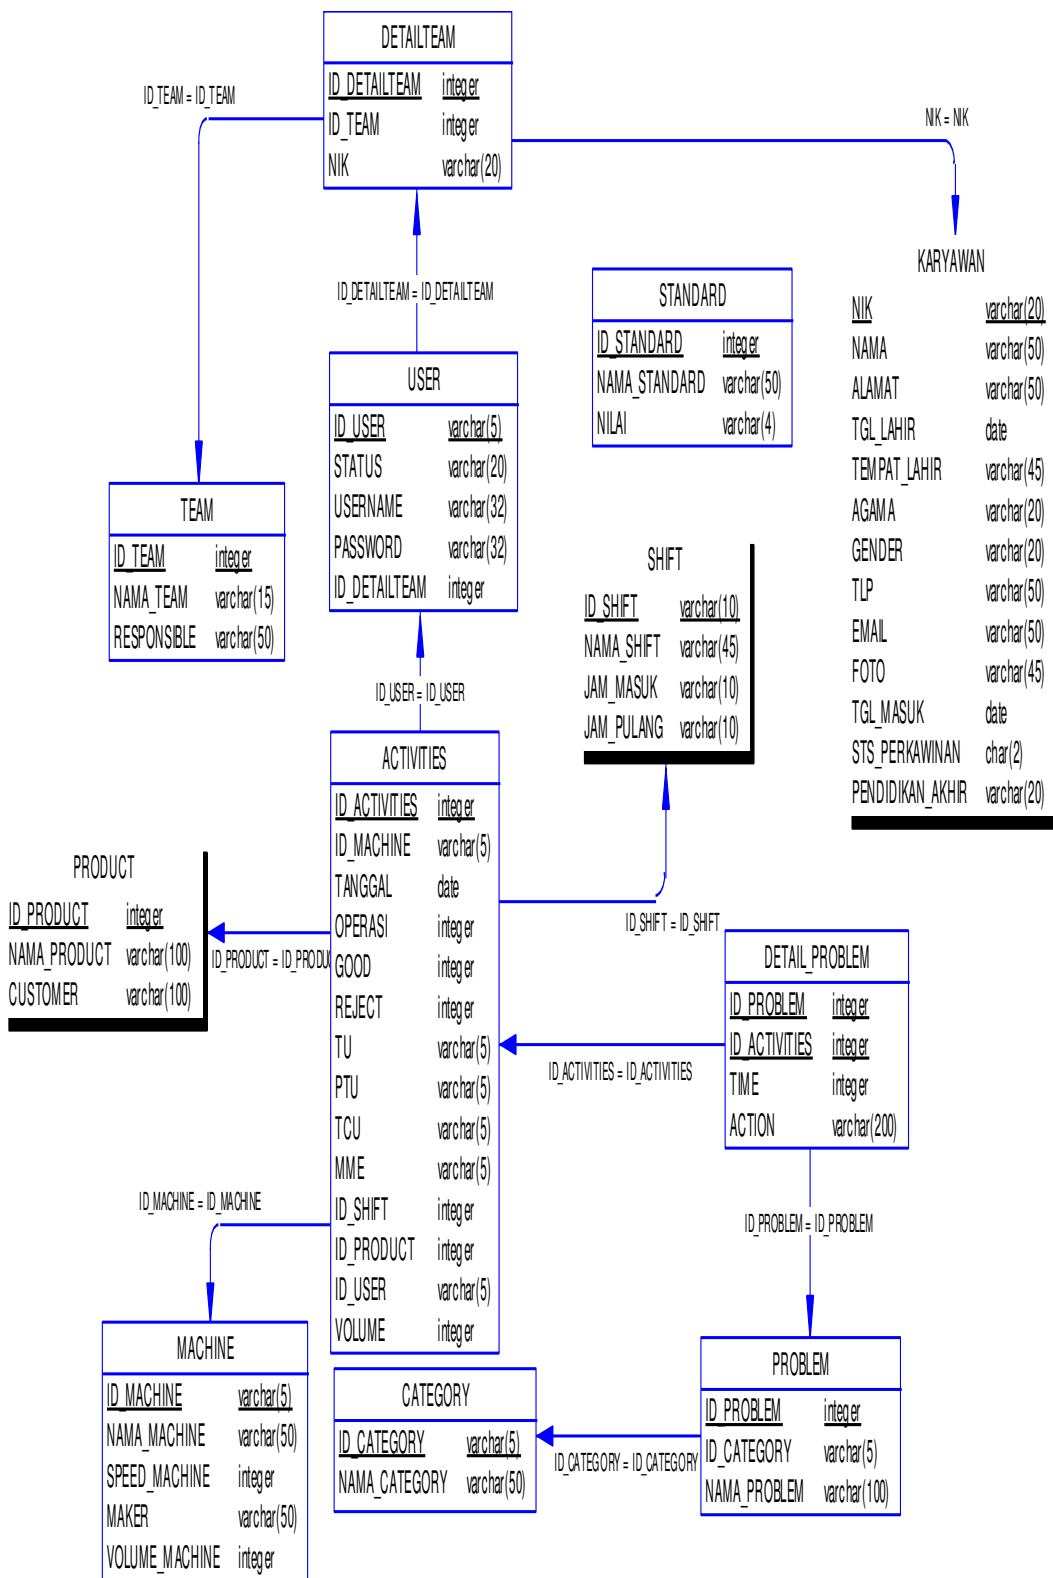 DETAILTEAM
ID_DETAILTEAM integer
ID_TEAM integer
NIK varchar(20)
ID_TEAM = ID_TEAM
NIK = NIK
ID_DETAILTEAM = ID_DETAILTEAM
KARYAWAN
NIK varchar(20)
NAMA varchar(50)
ALAMAT varchar(50)
TGL_LAHIR date
TEMPAT_LAHIR varchar(45)
AGAMA varchar(20)
GENDER varchar(20)
TLP varchar(50)
EMAIL varchar(50)
FOTO varchar(45)
TGL_MASUK date
STS_PERKAWINAN char(2)
PENDIDIKAN_AKHIR varchar(20)
STANDARD
ID_STANDARD integer
NAMA_STANDARD varchar(50)
NILAI varchar(4)
USER
ID_USER varchar(5)
STATUS varchar(20)
USERNAME varchar(32)
PASSWORD varchar(32)
ID_DETAILTEAM integer
TEAM
ID_TEAM integer
NAMA_TEAM varchar(15)
RESPONSIBLE varchar(50)
SHIFT
ID_SHIFT varchar(10)
NAMA_SHIFT varchar(45)
JAM_MASUK varchar(10)
JAM_PULANG varchar(10)
ID_USER = ID_USER
ACTIVITIES
ID_ACTIVITIES integer
ID_MACHINE varchar(5)
TANGGAL date
OPERASI integer
GOOD integer
REJECT integer
TU varchar(5)
PTU varchar(5)
TCU varchar(5)
MME varchar(5)
ID_SHIFT integer
ID_PRODUCT integer
ID_USER varchar(5)
VOLUME integer
PRODUCT
ID_PRODUCT integer
NAMA_PRODUCT varchar(100)
CUSTOMER varchar(100)
ID_PRODUCT = ID_PRODUC
ID_SHIFT = ID_SHIFT
DETAIL_PROBLEM
ID_PROBLEM integer
ID_ACTIVITIES integer
TIME integer
ACTION varchar(200)
ID_ACTIVITIES = ID_ACTIVITIES
ID_MACHINE = ID_MACHINE
ID_PROBLEM = ID_PROBLEM
MACHINE
ID_MACHINE varchar(5)
NAMA_MACHINE varchar(50)
SPEED_MACHINE integer
MAKER varchar(50)
VOLUME_MACHINE integer
CATEGORY
ID_CATEGORY varchar(5)
NAMA_CATEGORY varchar(50)
ID_CATEGORY = ID_CATEGORY
PROBLEM
ID_PROBLEM integer
ID_CATEGORY varchar(5)
NAMA_PROBLEM varchar(100)